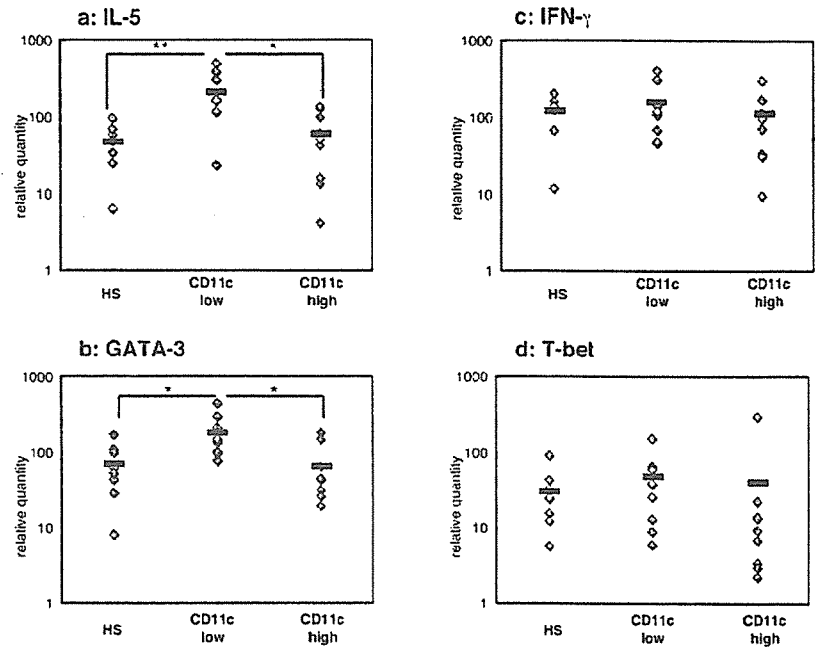 a: IL-5
relative quantity
1000
100
10
1
**
*
HS
CD11c
low
CD11c
high
c: IFN-γ
relative quantity
1000
100
10
1
HS
CD11c
low
CD11c
high
b: GATA-3
relative quantity
1000
100
10
1
*
*
HS
CD11c
low
CD11c
high
d: T-bet
relative quantity
1000
100
10
1
HS
CD11c
low
CD11c
high